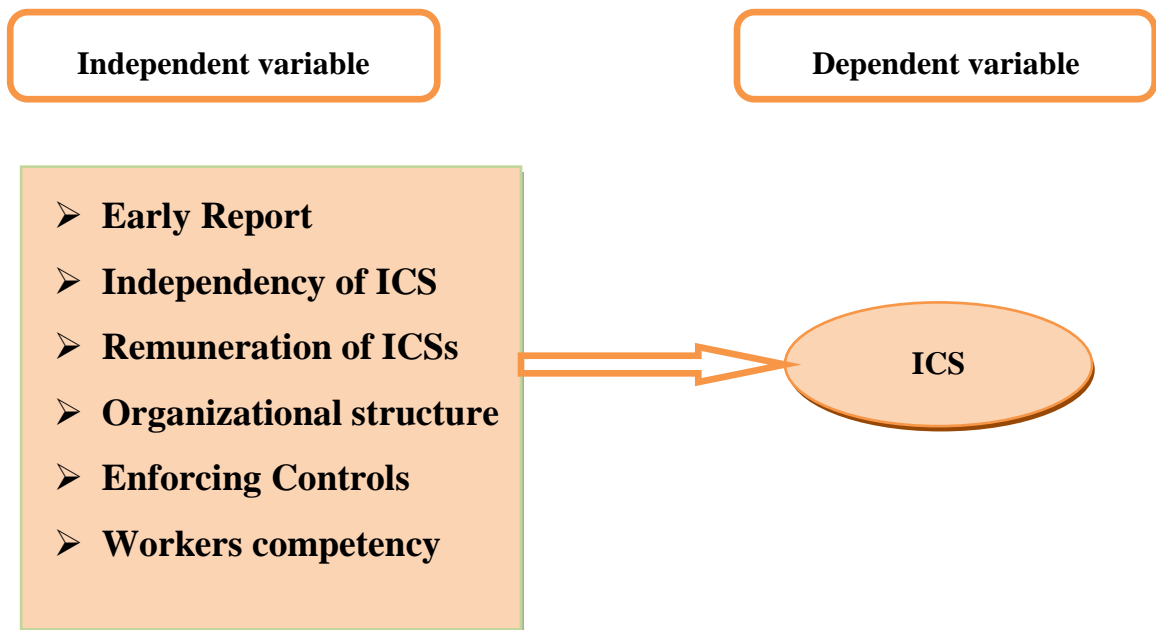 Independent variable
Dependent variable
➢ Early Report
➢ Independency of ICS
➢ Remuneration of ICSs
➢ Organizational structure
➢ Enforcing Controls
➢ Workers competency
ICS